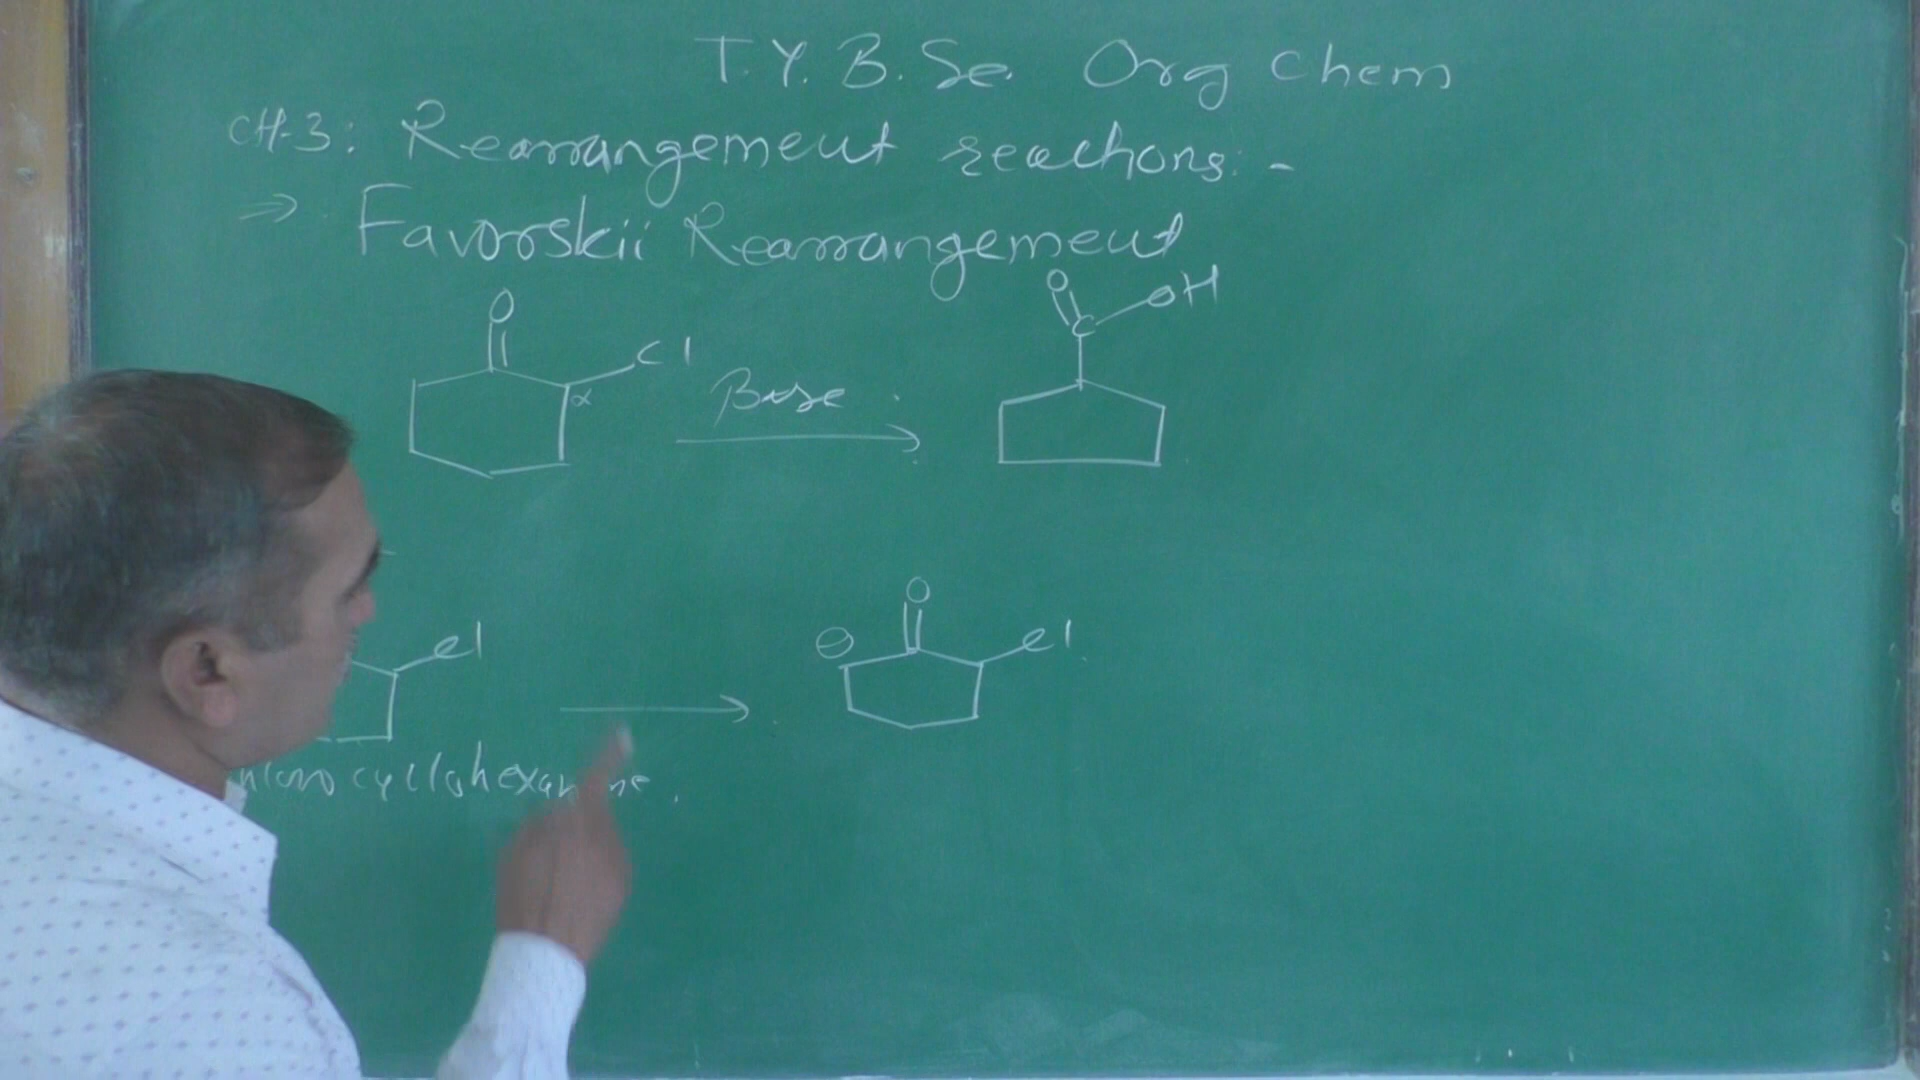 T.Y. B.Sc. Org Chem
CH-3: Rearrangement reactions:-
⇒ Favorskii Rearrangement
O
O
OH
C
Cl
α
Base
O
⊖
Cl
Cl